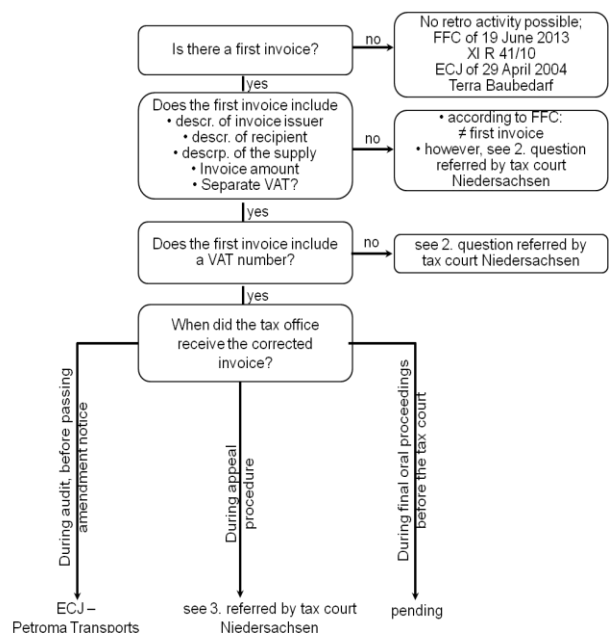 Is there a first invoice?
no
No retro activity possible;
FFC of 19 June 2013
XI R 41/10
ECJ of 29 April 2004
Terra Baubedarf
yes
Does the first invoice include
• descr. of invoice issuer
• descr. of recipient
• descrp. of the supply
• Invoice amount
• Separate VAT?
no
• according to FFC:
≠ first invoice
• however, see 2. question
referred by tax court
Niedersachsen
yes
Does the first invoice include
a VAT number?
no
see 2. question referred by
tax court Niedersachsen
yes
When did the tax office
receive the corrected
invoice?
During audit, before passing
amendment notice
During appeal
procedure
During final oral proceedings
before the tax court
ECJ –
Petroma Transports
see 3. referred by tax court
Niedersachsen
pending